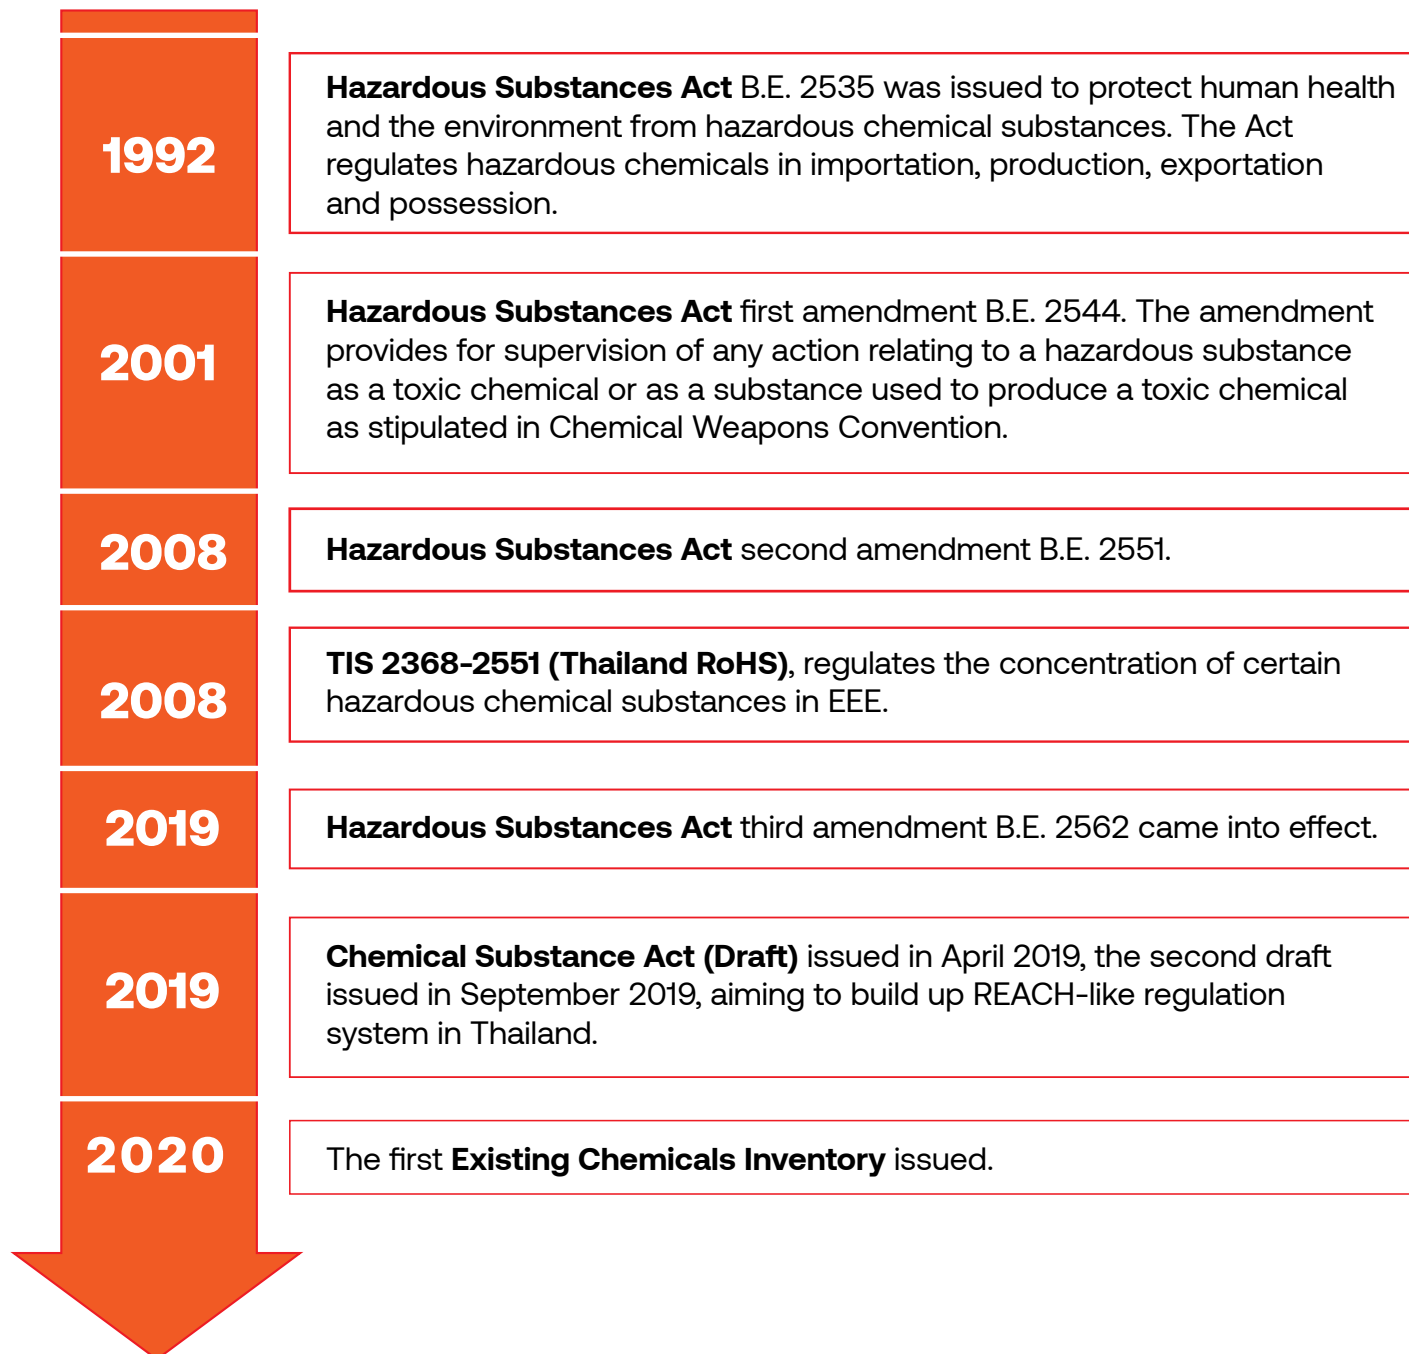 1992
Hazardous Substances Act B.E. 2535 was issued to protect human health
and the environment from hazardous chemical substances. The Act
regulates hazardous chemicals in importation, production, exportation
and possession.
2001
Hazardous Substances Act first amendment B.E. 2544. The amendment
provides for supervision of any action relating to a hazardous substance
as a toxic chemical or as a substance used to produce a toxic chemical
as stipulated in Chemical Weapons Convention.
2008
Hazardous Substances Act second amendment B.E. 2551.
2008
TIS 2368-2551 (Thailand RoHS), regulates the concentration of certain
hazardous chemical substances in EEE.
2019
Hazardous Substances Act third amendment B.E. 2562 came into effect.
2019
Chemical Substance Act (Draft) issued in April 2019, the second draft
issued in September 2019, aiming to build up REACH-like regulation
system in Thailand.
2020
The first Existing Chemicals Inventory issued.